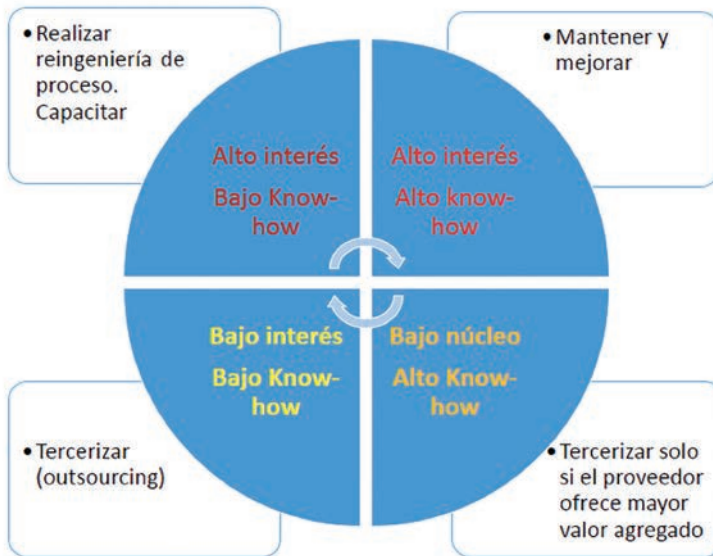 • Realizar
reingeniería de
proceso.
Capacitar
• Mantener y
mejorar
Alto interés
Bajo Know-
how
Alto interés
Alto know-
how
Bajo interés
Bajo Know-
how
Bajo núcleo
Alto Know-
how
• Tercerizar
(outsourcing)
• Tercerizar solo
si el proveedor
ofrece mayor
valor agregado